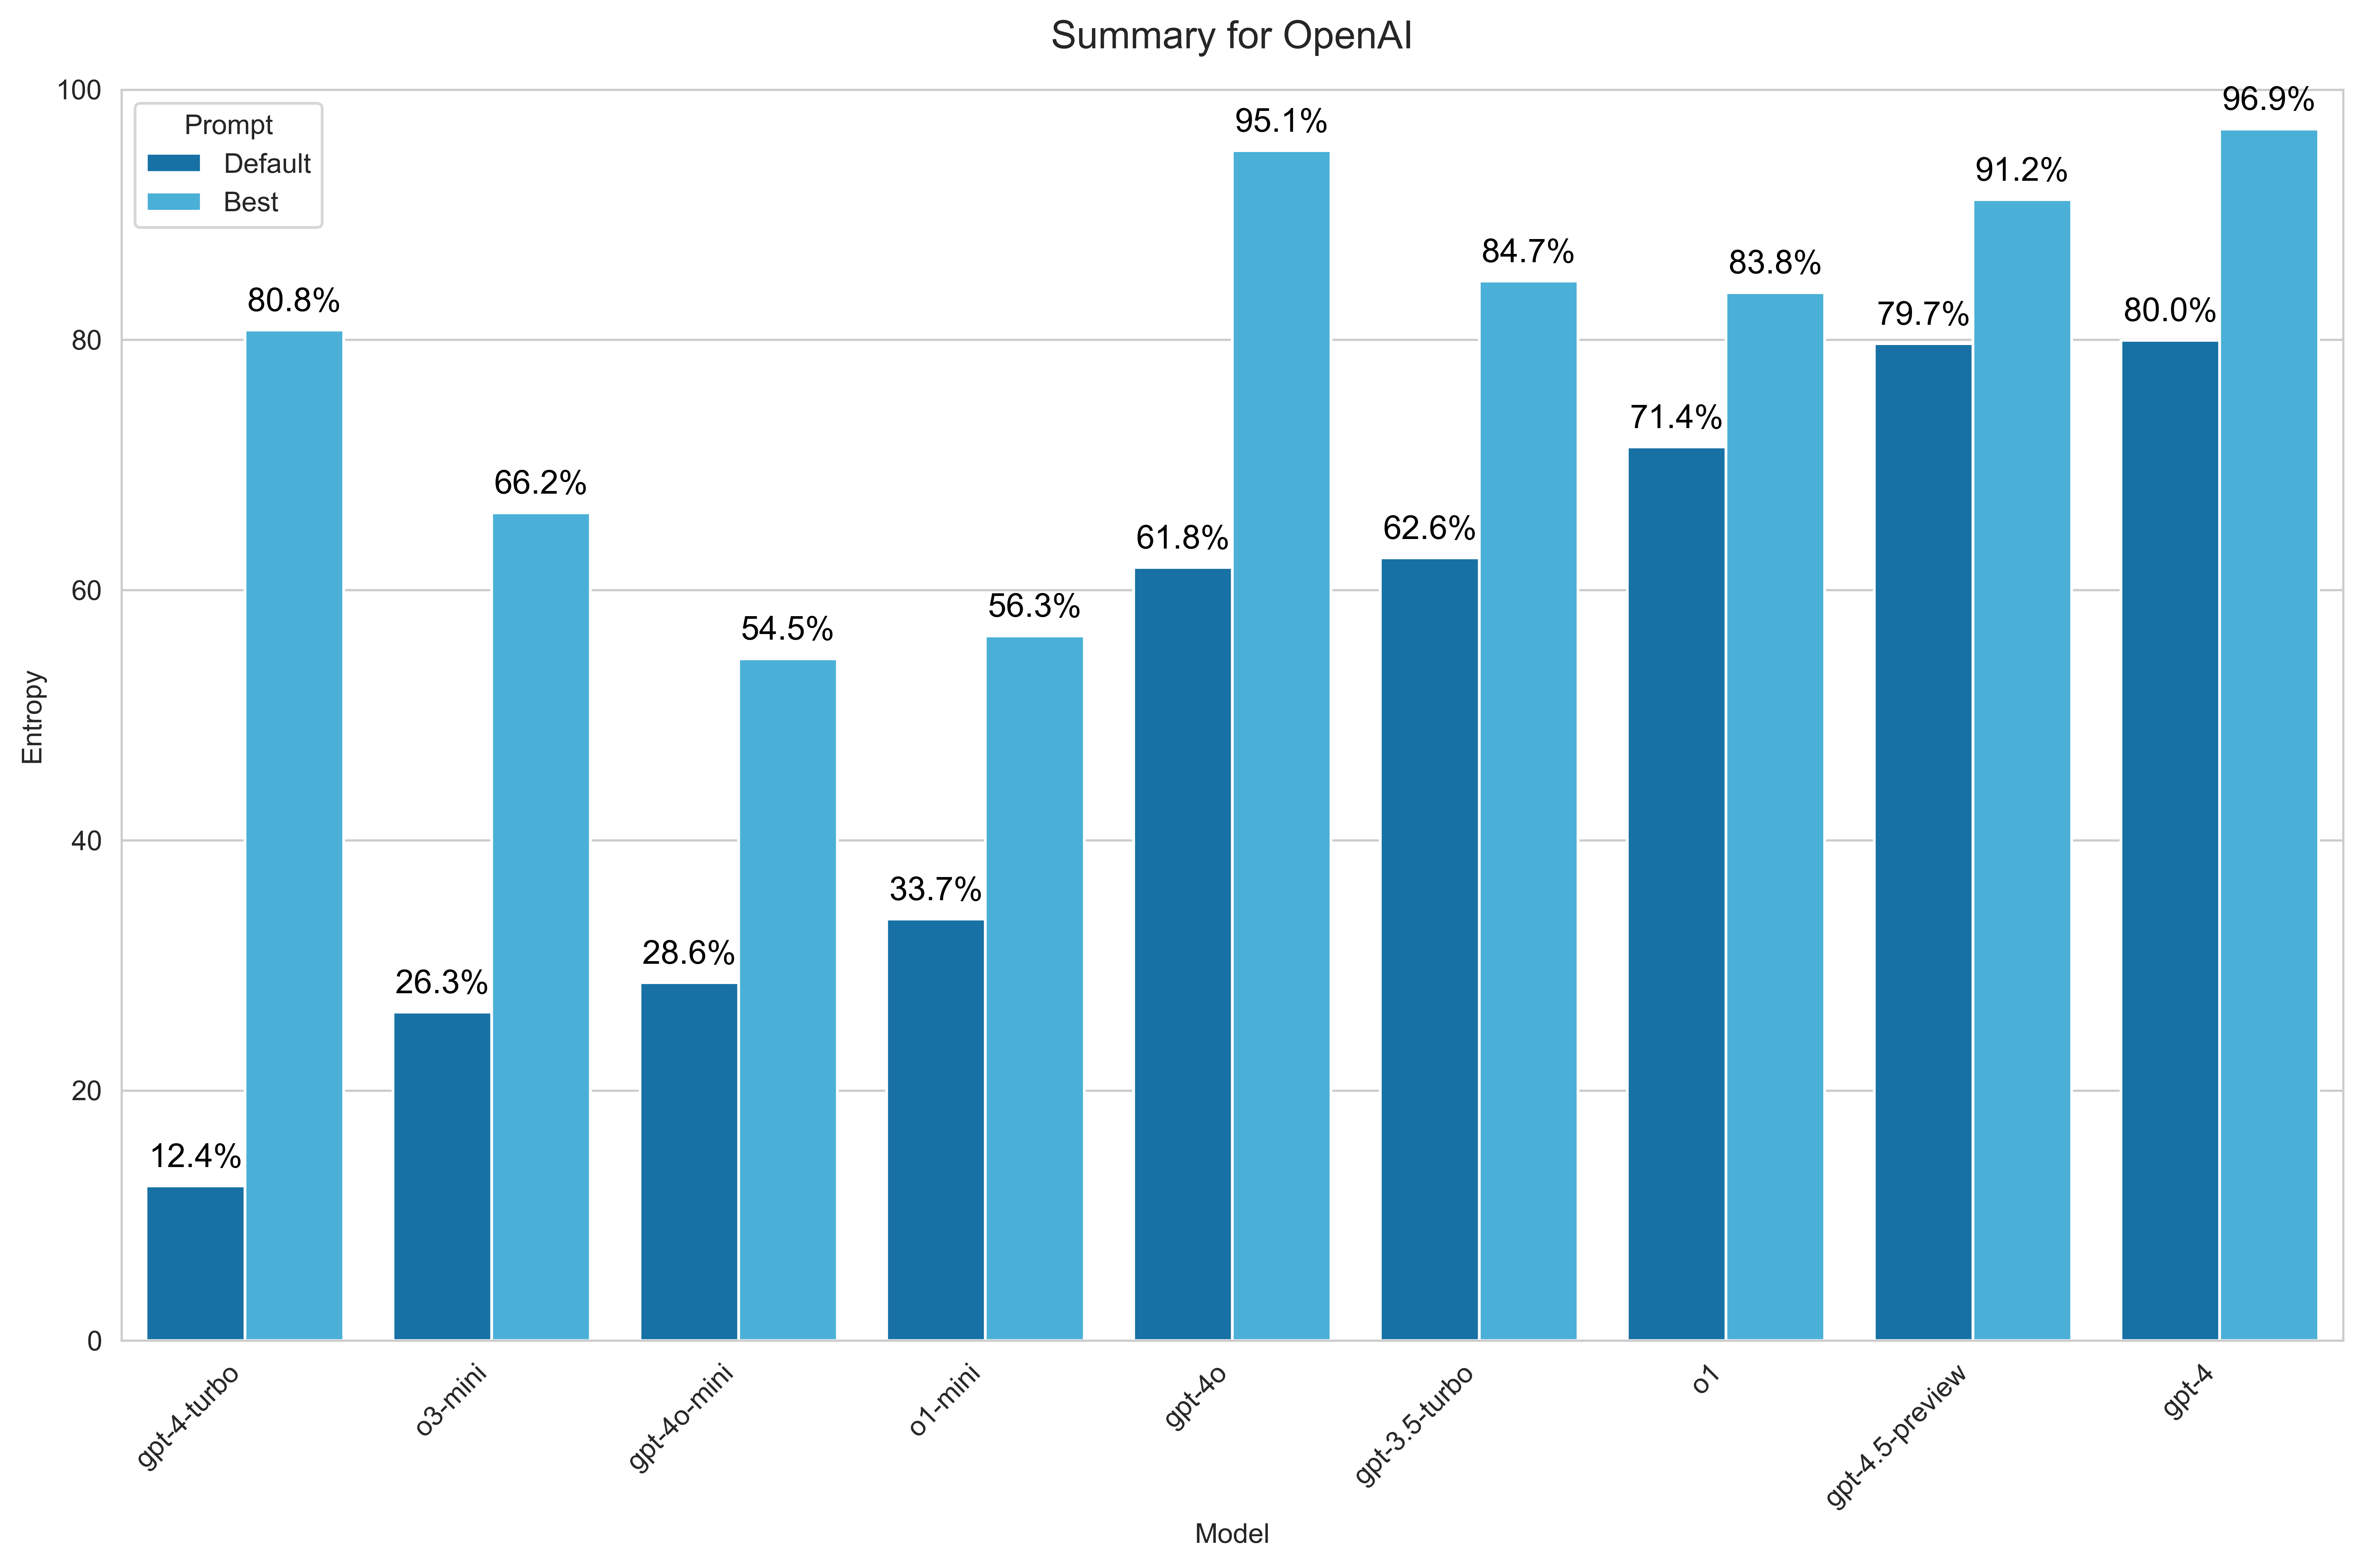 Summary for OpenAI
100
80
60
40
20
0
Entropy
Prompt
Default
Best
12.4%
80.8%
26.3%
66.2%
28.6%
54.5%
33.7%
56.3%
61.8%
95.1%
62.6%
84.7%
71.4%
83.8%
79.7%
91.2%
80.0%
96.9%
gpt-4-turbo
o3-mini
gpt-4o-mini
o1-mini
gpt-4o
gpt-3.5-turbo
o1
gpt-4.5-preview
gpt-4
Model